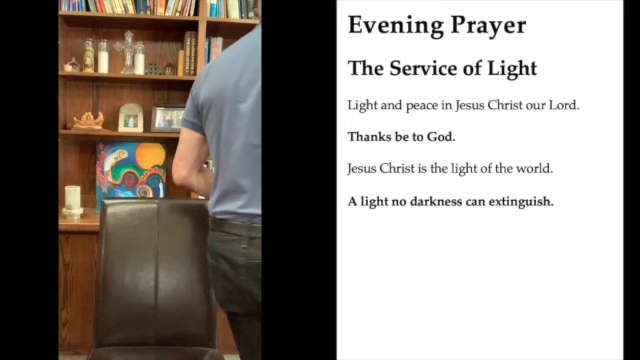 Evening Prayer
The Service of Light
Light and peace in Jesus Christ our Lord.
Thanks be to God.
Jesus Christ is the light of the world.
A light no darkness can extinguish.